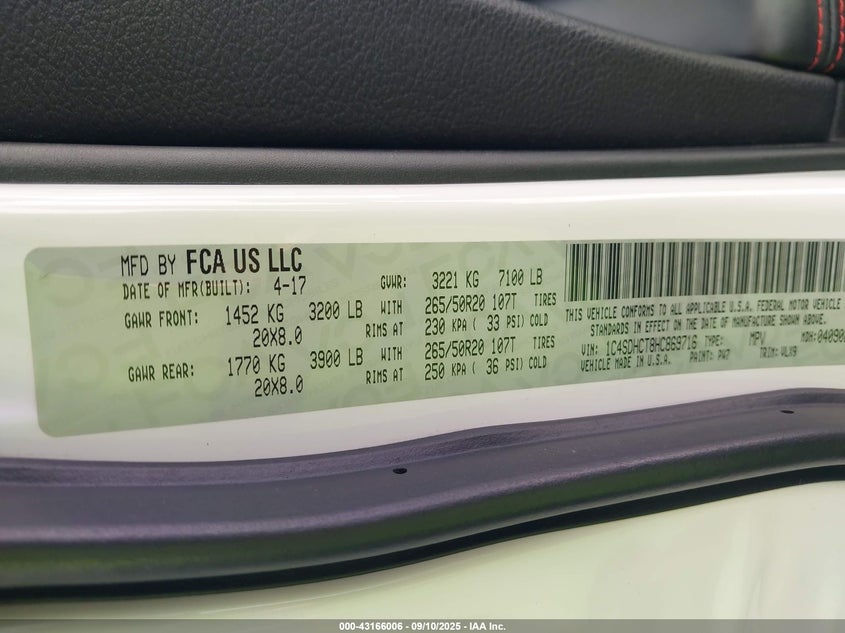 MFD BY FCA US LLC
DATE OF MFR(BUILT): 4-17 GVWR: 3221 KG 7100 LB
GAWR FRONT: 1452 KG 3200 LB WITH 265/50R20 107T TIRES
20X8.0 RIMS AT 230 KPA ( 33 PSI) COLD
GAWR REAR: 1770 KG 3900 LB WITH 265/50R20 107T TIRES
20X8.0 RIMS AT 250 KPA ( 36 PSI) COLD
THIS VEHICLE CONFORMS TO ALL APPLICABLE U.S.A. FEDERAL MOTOR VEHICLE
STANDARDS IN EFFECT ON THE DATE OF MANUFACTURE SHOWN ABOVE.
VIN: 1C4SDHCT8HC869716 TYPE: MPV MDH: 04090
VEHICLE MADE IN U.S.A. PAINT: PW7 TRIM: VLX9
000-43166006 - 09/10/2025 - IAA Inc.